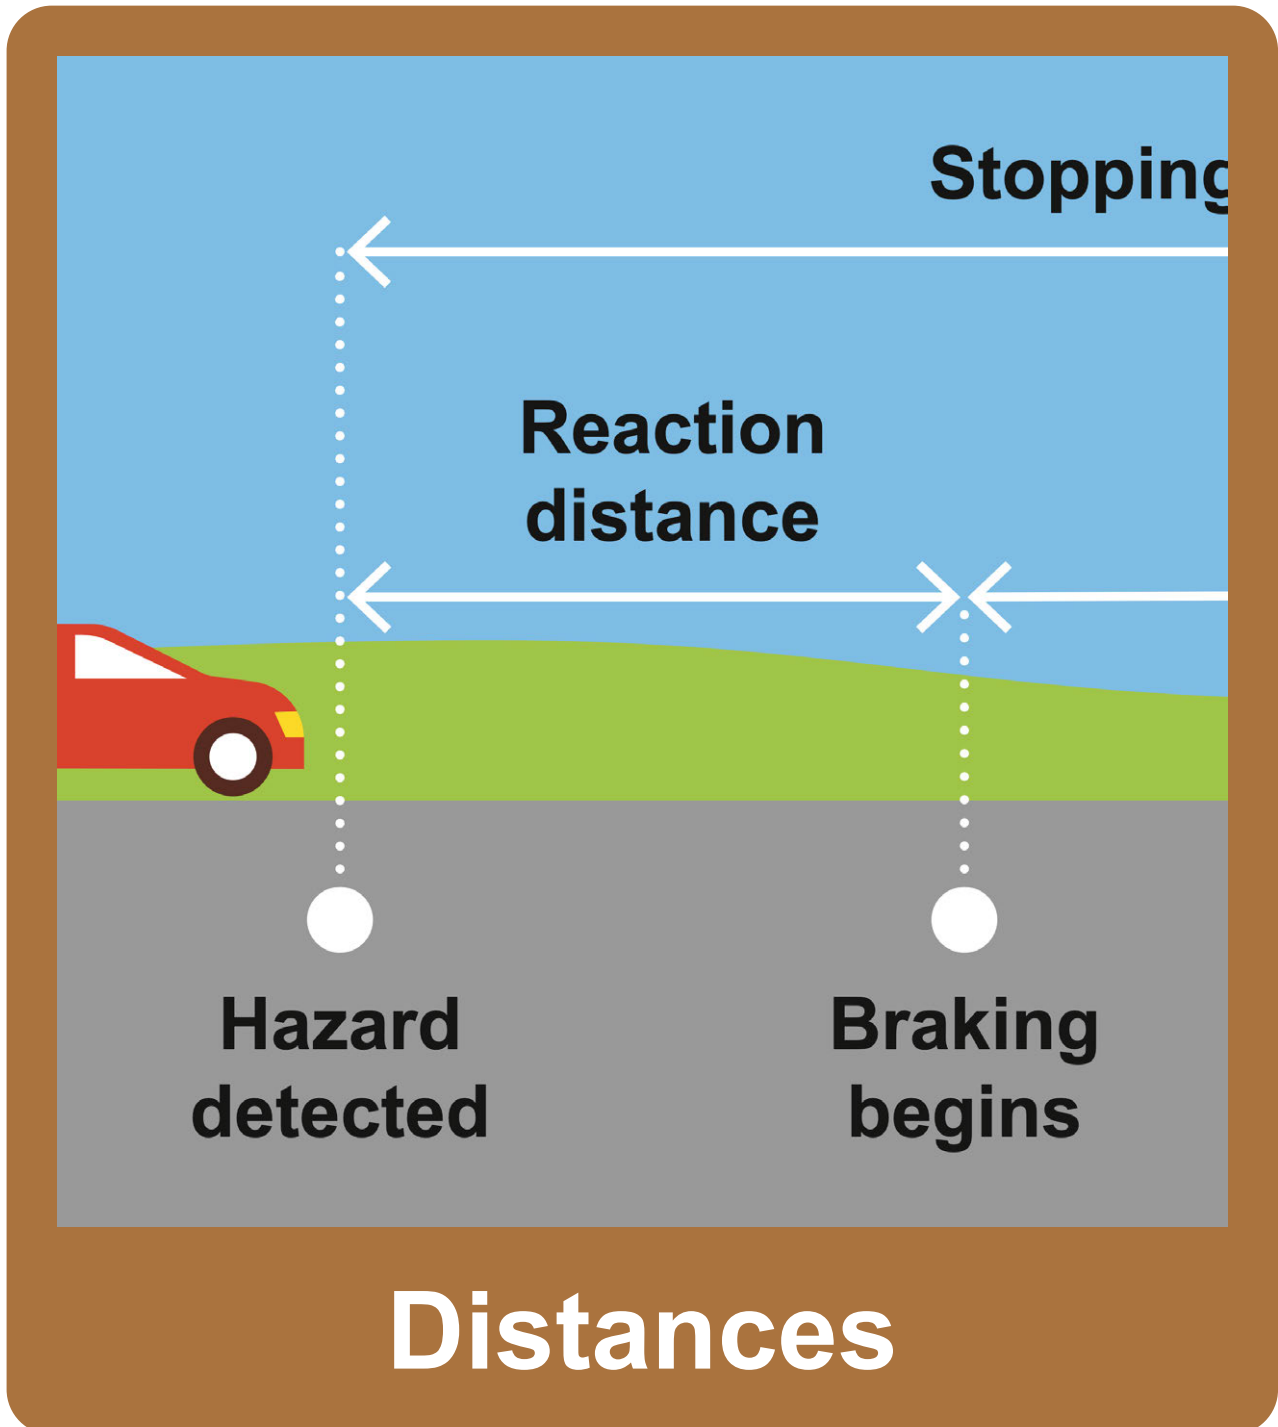 Stopping
Reaction
distance
Hazard
detected
Braking
begins
Distances